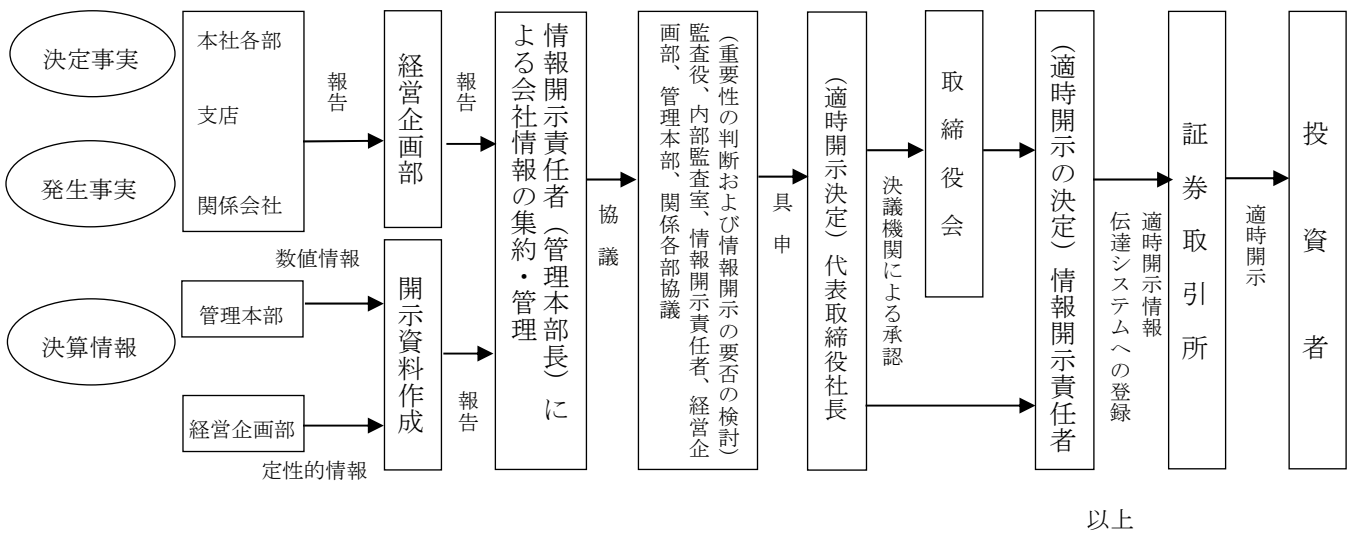 決定事実
発生事実
決算情報
本社各部
支店
関係会社
報告
数値情報
管理本部
経営企画部
定性的情報
経営企画部
開示資料作成
報告
報告
情報開示責任者（管理本部長）に
よる会社情報の集約・管理
協議
（重要性の判断および情報開示の要否の検討）
監査役、内部監査室、情報開示責任者、経営企
画部、管理本部、関係各部協議
具申
（適時開示決定）代表取締役社長
決議機関による承認
取締役会
（適時開示の決定）情報開示責任者
適時開示情報
伝達システムへの登録
証券取引所
適時開示
投資者
以上